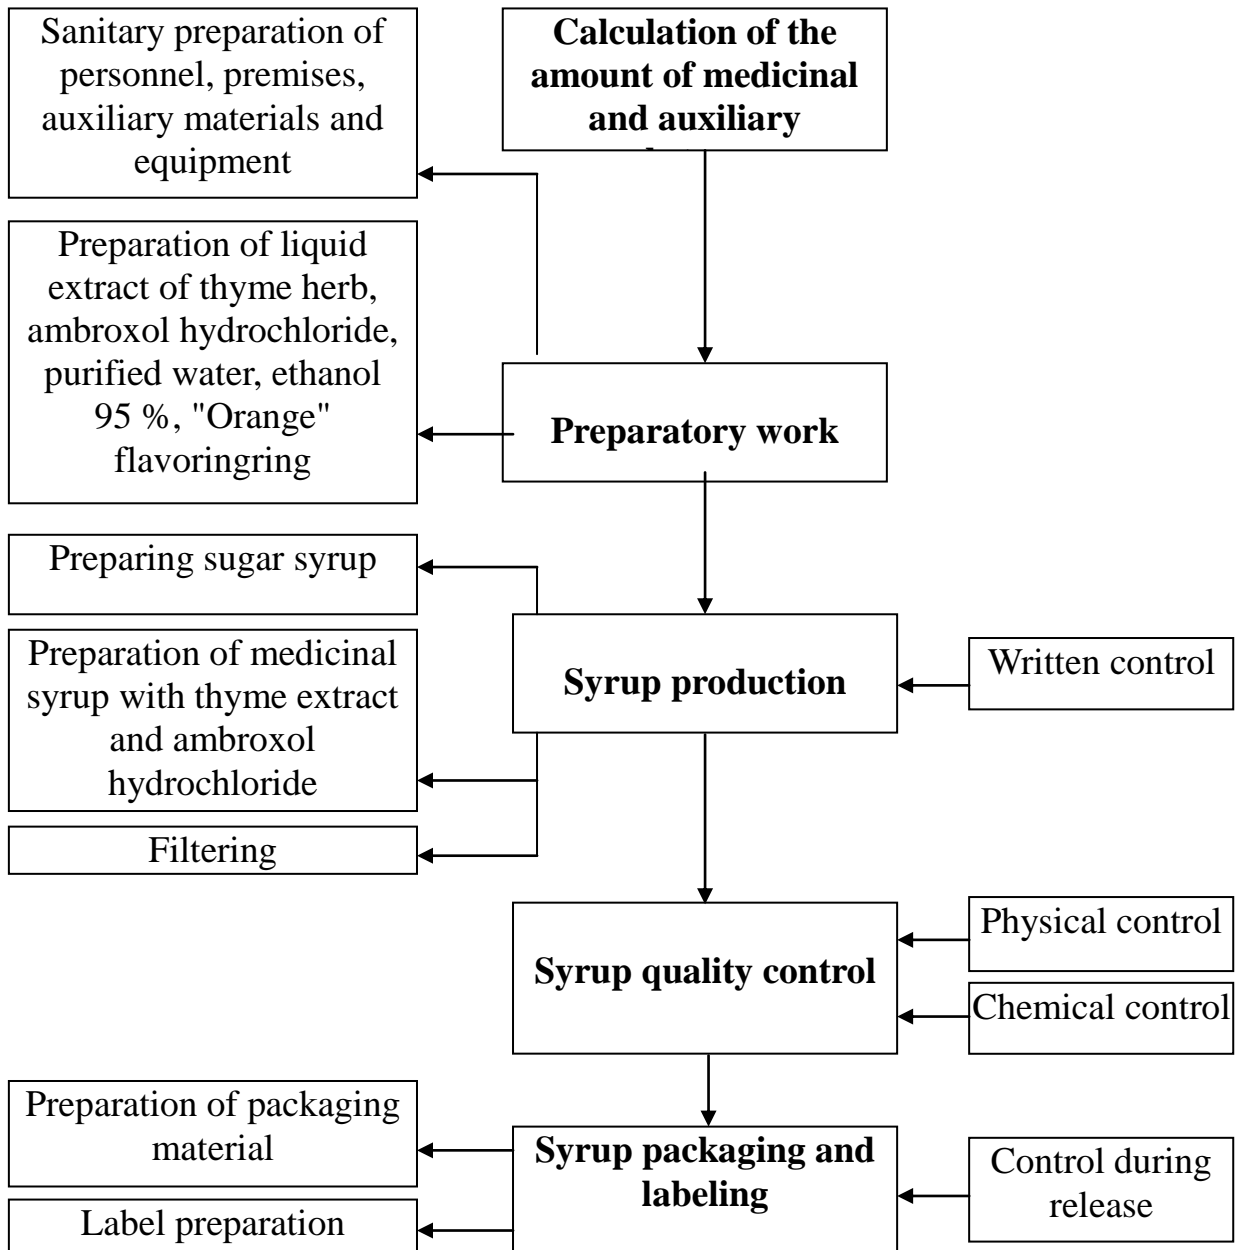 Sanitary preparation of
personnel, premises,
auxiliary materials and
equipment
Calculation of the
amount of medicinal
and auxiliary
Preparation of liquid
extract of thyme herb,
ambroxol hydrochloride,
purified water, ethanol
95 %, "Orange"
flavoringring
Preparatory work
Preparing sugar syrup
Preparation of medicinal
syrup with thyme extract
and ambroxol
hydrochloride
Filtering
Syrup production
Written control
Syrup quality control
Physical control
Chemical control
Preparation of packaging
material
Label preparation
Syrup packaging and
labeling
Control during
release